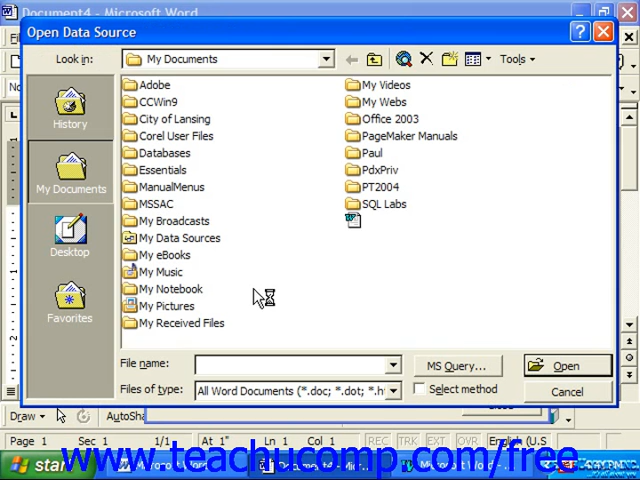 Document4 - Microsoft Word
Open Data Source
Look in:
My Documents
Tools
History
My Documents
Desktop
Favorites
Adobe
CCWin9
City of Lansing
Corel User Files
Databases
Essentials
ManualMenus
MSSAC
My Broadcasts
My Data Sources
My eBooks
My Music
My Notebook
My Pictures
My Received Files
My Videos
My Webs
Office 2003
PageMaker Manuals
Paul
PdxPriv
PT2004
SQL Labs
File name:
MS Query...
Open
Files of type:
All Word Documents (*.doc; *.dot; *.h
Select method
Cancel
Draw
AutoSha
Page 1 Sec 1 1/1 At 1" Ln 1 Col 1 REC TRK EXT OVR English (U.S
start
www.teachucomp.com/free